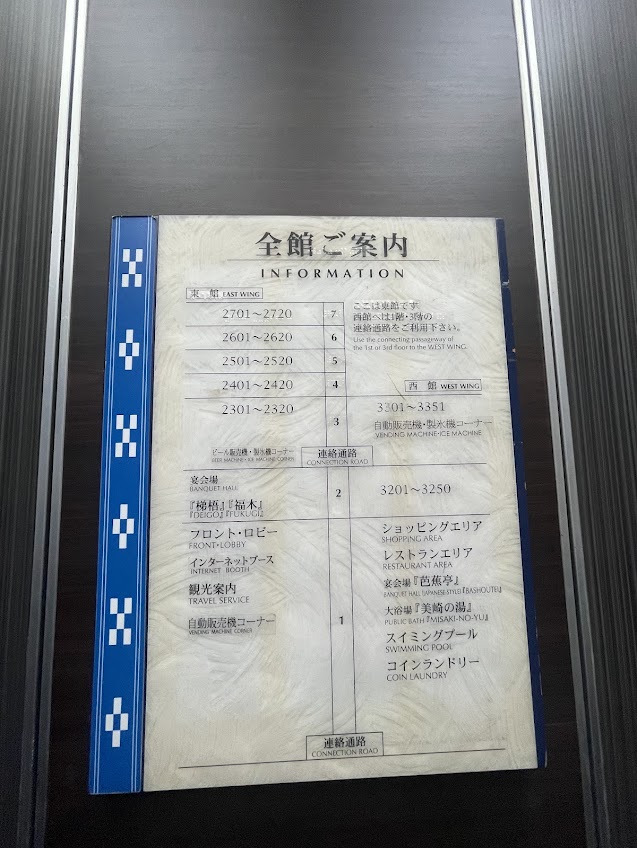 全館ご案内
INFORMATION
東 館 EAST WING
2701～2720
7
ここは東館です
西館へは1階・3階の
連絡通路をご利用下さい。
Use the connecting passageway of
the 1st or 3rd floor to the WEST WING
2601～2620
6
2501～2520
5
2401～2420
4
西 館 WEST WING
2301～2320
3
3301～3351
自動販売機・製氷機コーナー
VENDING MACHINE・ICE MACHINE
ビール販売機・製氷機コーナー
BEER MACHINE・ICE MACHINE CORNER
連絡通路
CONNECTION ROAD
宴会場
BANQUET HALL
『梯梧』『福木』
『DEIGO』『FUKUGI』
2
3201～3250
フロント・ロビー
FRONT・LOBBY
インターネットブース
INTERNET BOOTH
観光案内
TRAVEL SERVICE
自動販売機コーナー
VENDING MACHINE CORNER
1
ショッピングエリア
SHOPPING AREA
レストランエリア
RESTAURANT AREA
宴会場『芭蕉亭』
BANQUET HALL (JAPANESE-STYLE)『BASHOUTEI』
大浴場『美崎の湯』
PUBLIC BATH『MISAKI-NO-YU』
スイミングプール
SWIMMING POOL
コインランドリー
COIN LAUNDRY
連絡通路
CONNECTION ROAD